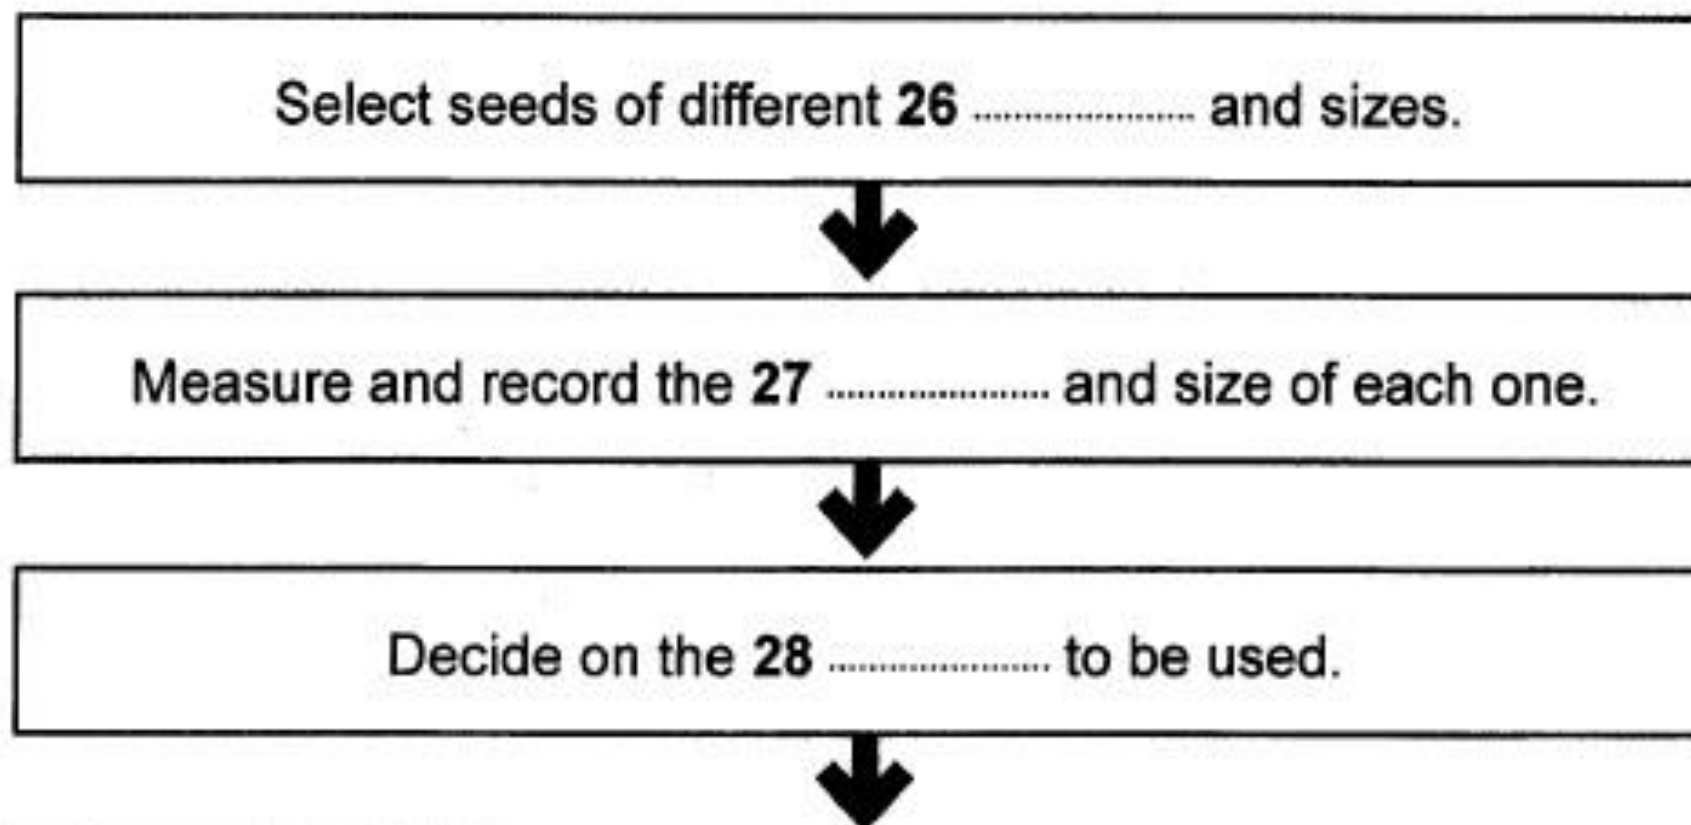 Select seeds of different 26 ........................ and sizes.
Measure and record the 27 ........................ and size of each one.
Decide on the 28 ........................ to be used.